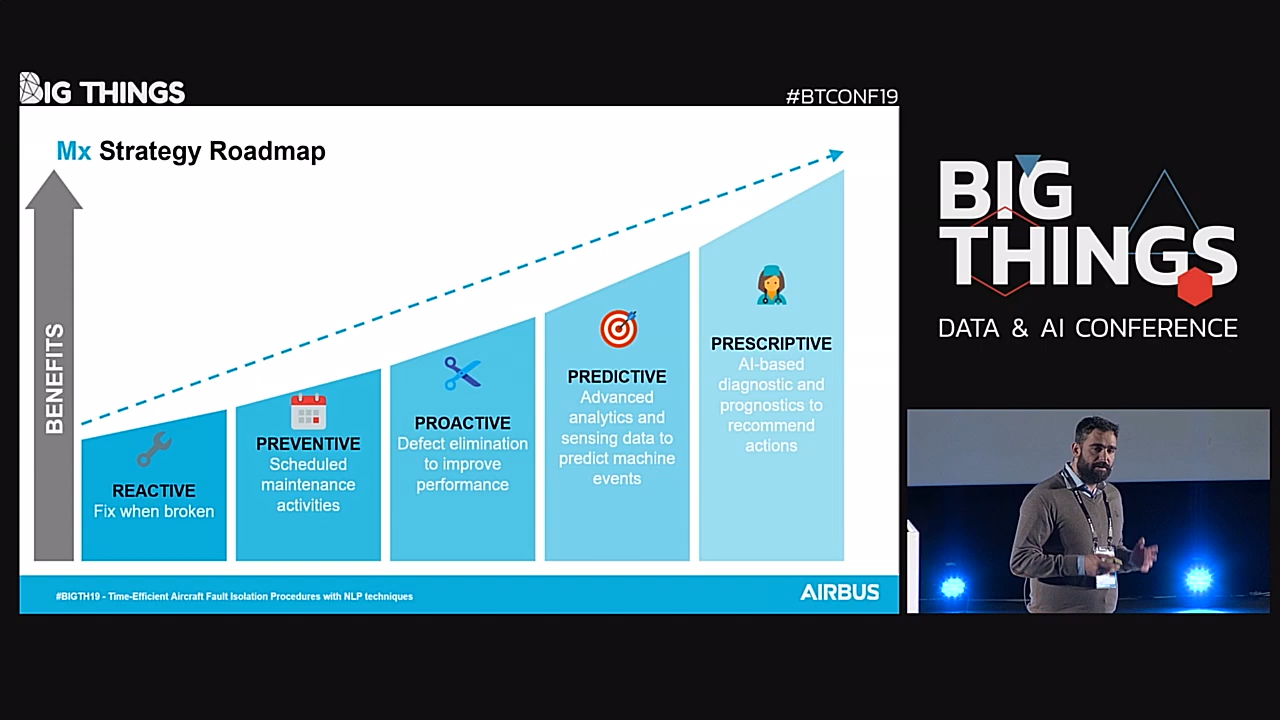 BIG THINGS
#BTCONF19
Mx Strategy Roadmap
BENEFITS
REACTIVE
Fix when broken
PREVENTIVE
Scheduled
maintenance
activities
PROACTIVE
Defect elimination
to improve
performance
PREDICTIVE
Advanced
analytics and
sensing data to
predict machine
events
PRESCRIPTIVE
AI-based
diagnostic and
prognostics to
recommend
actions
#BIGTH19 - Time-Efficient Aircraft Fault Isolation Procedures with NLP techniques
AIRBUS
BIG
THINGS
DATA & AI CONFERENCE